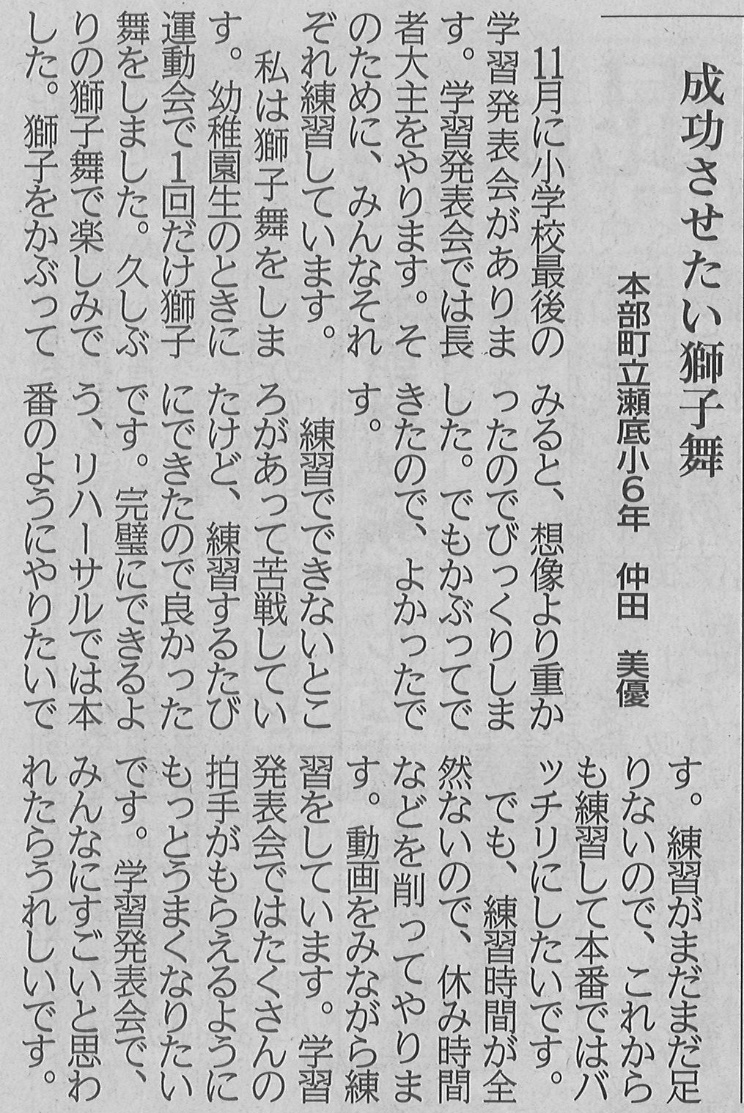 成功させたい獅子舞
本部町立瀬底小6年　仲田　美優
　11月に小学校最後の
学習発表会がありま
す。学習発表会では長
者大主をやります。そ
のために、みんなそれ
ぞれ練習しています。
　私は獅子舞をしま
す。幼稚園生のときに
運動会で1回だけ獅子
舞をしました。久しぶ
りの獅子舞で楽しみで
した。獅子をかぶって
みると、想像より重か
ったのでびっくりしま
した。でもかぶってで
きたので、よかったで
す。
　練習でできないとこ
ろがあって苦戦してい
たけど、練習するたび
にできたので良かった
です。完璧にできるよ
う、リハーサルでは本
番のようにやりたいで
す。練習がまだまだ足
りないので、これから
も練習して本番ではバ
ッチリにしたいです。
　でも、練習時間が全
然ないので、休み時間
などを削ってやりま
す。動画をみながら練
習をしています。学習
発表会ではたくさんの
拍手がもらえるように
もっとうまくなりたい
です。学習発表会で、
みんなにすごいと思わ
れたらうれしいです。